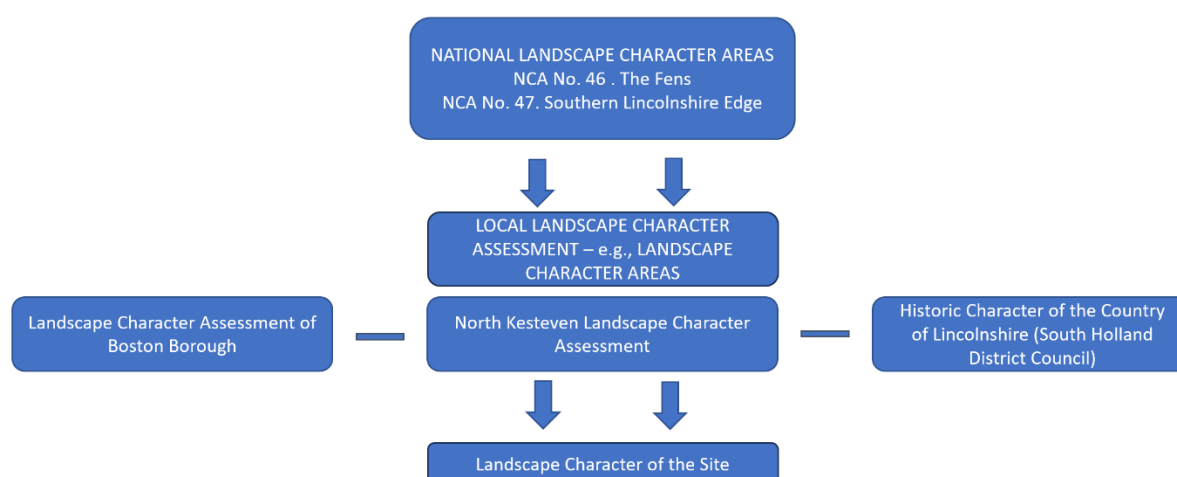 NATIONAL LANDSCAPE CHARACTER AREAS
NCA No. 46 . The Fens
NCA No. 47. Southern Lincolnshire Edge
LOCAL LANDSCAPE CHARACTER
ASSESSMENT – e.g., LANDSCAPE
CHARACTER AREAS
Landscape Character Assessment of
Boston Borough
North Kesteven Landscape Character
Assessment
Historic Character of the Country
of Lincolnshire (South Holland
District Council)
Landscape Character of the Site